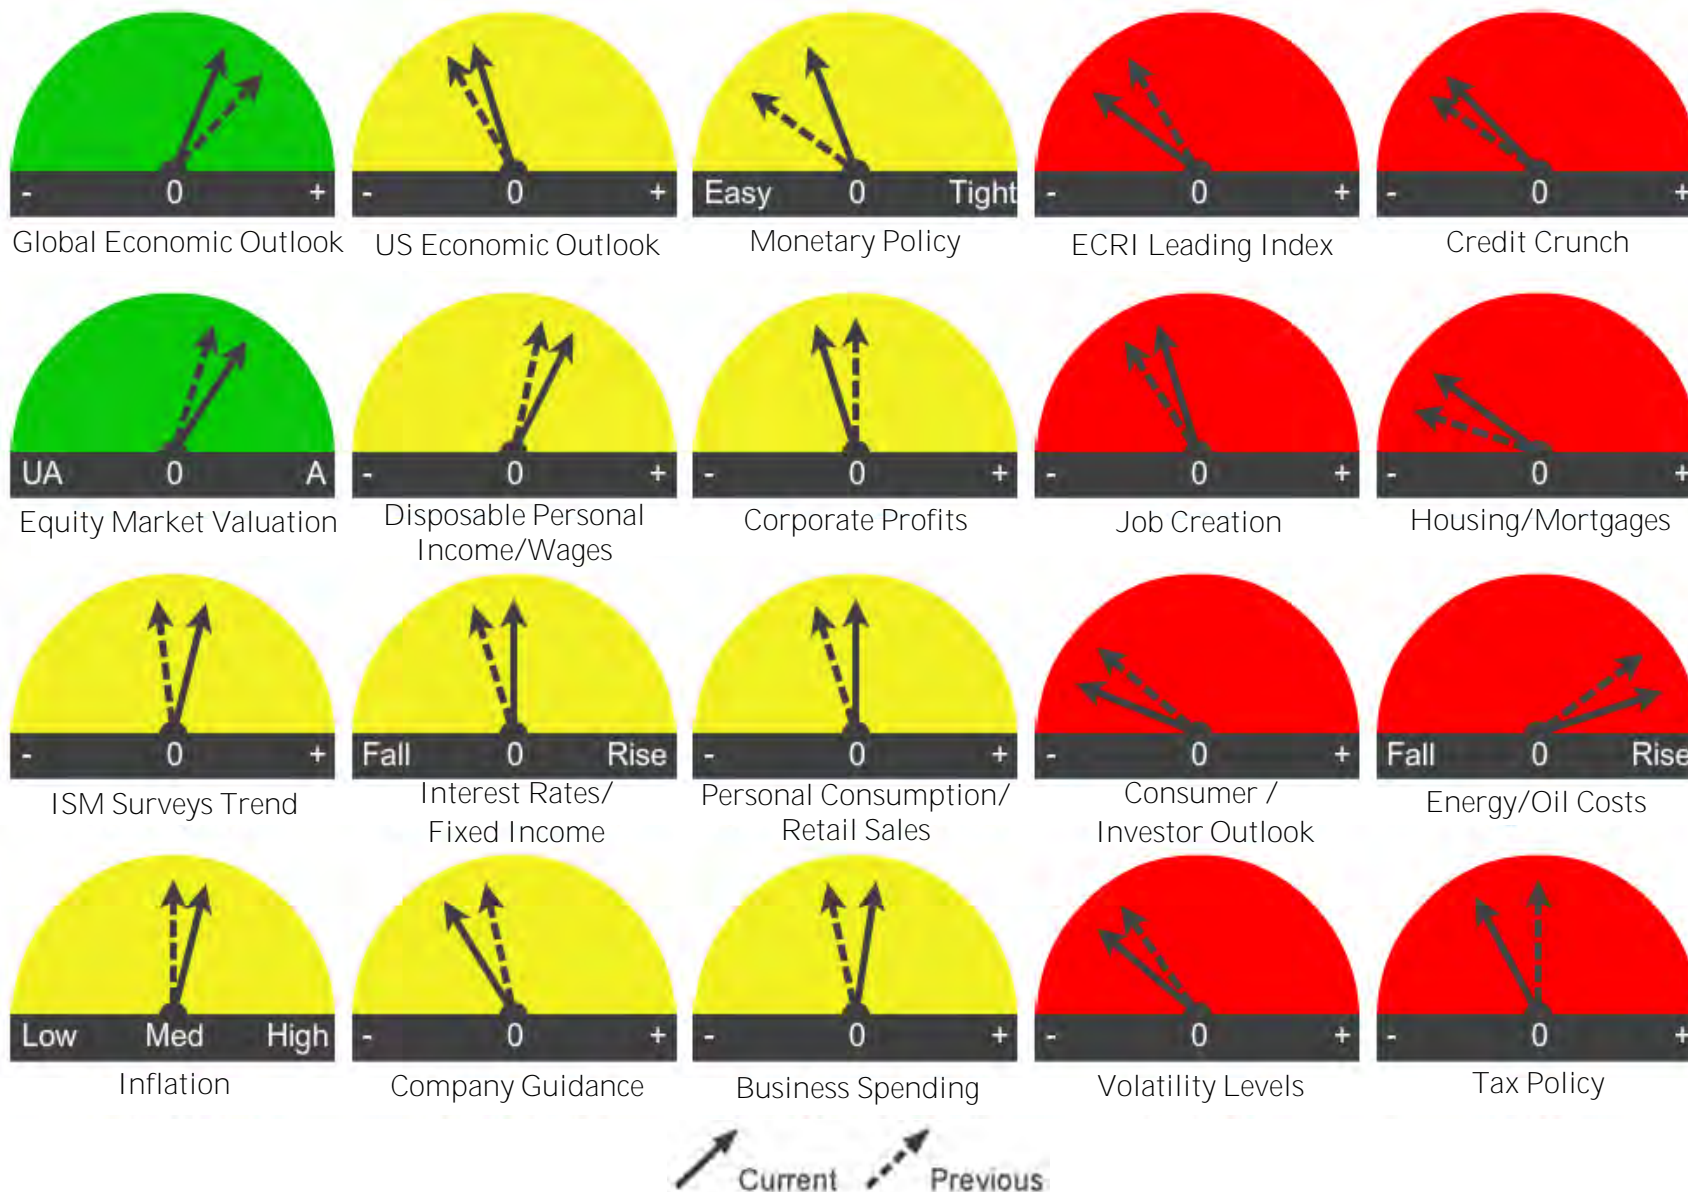 - 0 +
- 0 +
Easy 0 Tight
- 0 +
- 0 +
Global Economic Outlook
US Economic Outlook
Monetary Policy
ECRI Leading Index
Credit Crunch
UA 0 A
- 0 +
- 0 +
- 0 +
- 0 +
Equity Market Valuation
Disposable Personal
Income/Wages
Corporate Profits
Job Creation
Housing/Mortgages
- 0 +
Fall 0 Rise
- 0 +
- 0 +
Fall 0 Rise
ISM Surveys Trend
Interest Rates/
Fixed Income
Personal Consumption/
Retail Sales
Consumer /
Investor Outlook
Energy/Oil Costs
Low Med High
- 0 +
- 0 +
- 0 +
- 0 +
Inflation
Company Guidance
Business Spending
Volatility Levels
Tax Policy
Current Previous